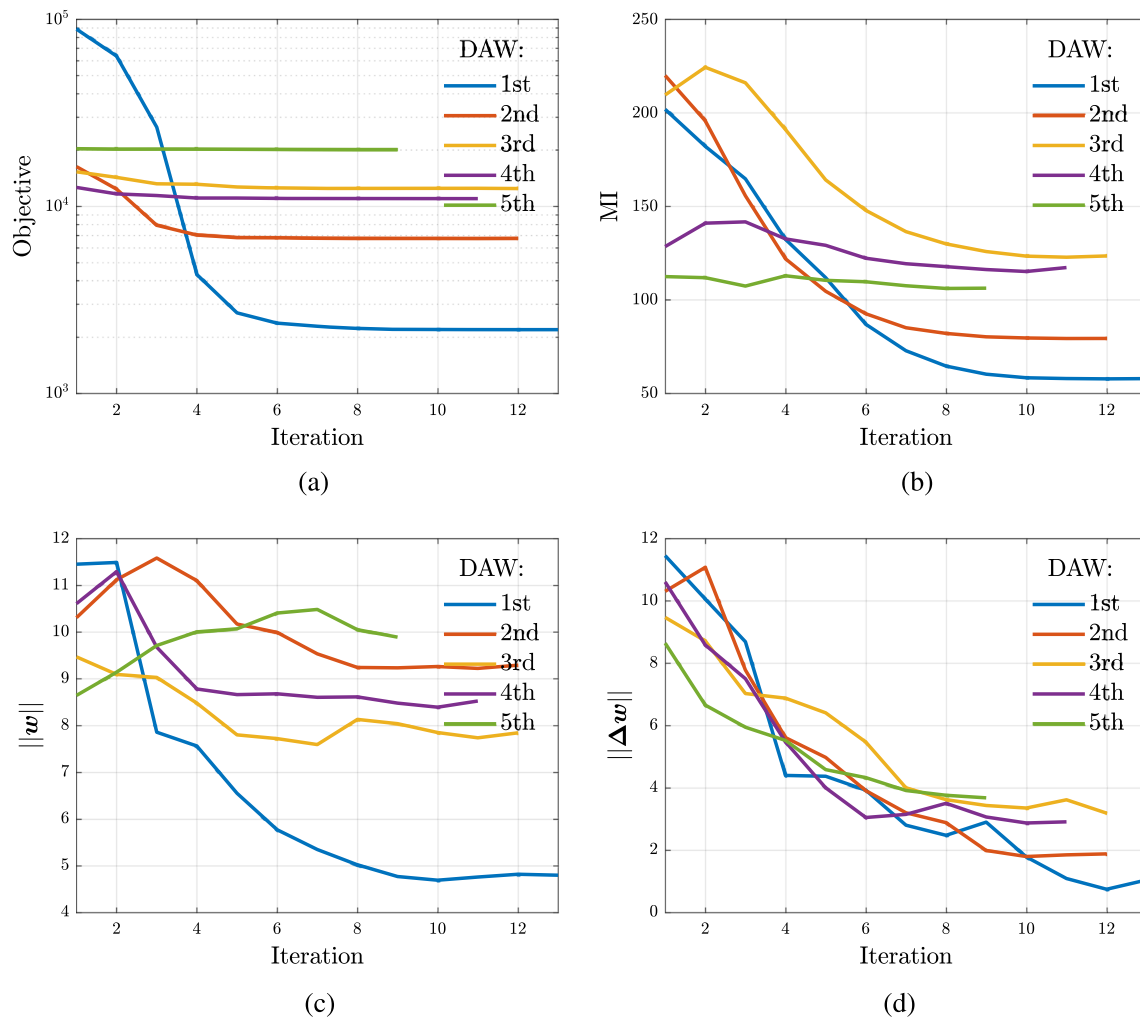 10^5
10^4
10^3
Objective
DAW:
1st
2nd
3rd
4th
5th
2 4 6 8 10 12
Iteration
(a)
250
200
150
100
50
MI
DAW:
1st
2nd
3rd
4th
5th
2 4 6 8 10 12
Iteration
(b)
12
11
10
9
8
7
6
5
4
||w||
DAW:
1st
2nd
3rd
4th
5th
2 4 6 8 10 12
Iteration
(c)
12
10
8
6
4
2
0
||Δw||
DAW:
1st
2nd
3rd
4th
5th
2 4 6 8 10 12
Iteration
(d)